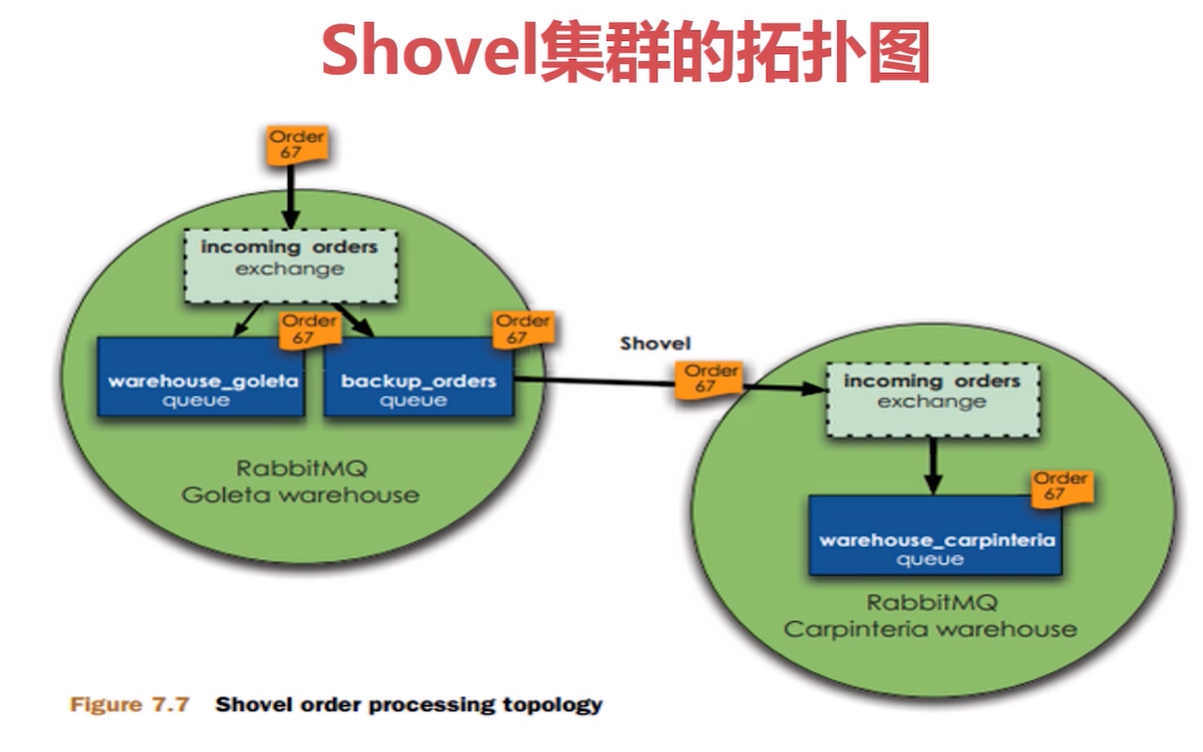 Shovel集群的拓扑图
Order
67
incoming orders
exchange
Order
67
Order
67
warehouse_goleta
queue
backup_orders
queue
RabbitMQ
Goleta warehouse
Shovel
Order
67
incoming orders
exchange
Order
67
warehouse_carpinteria
queue
RabbitMQ
Carpinteria warehouse
Figure 7.7 Shovel order processing topology